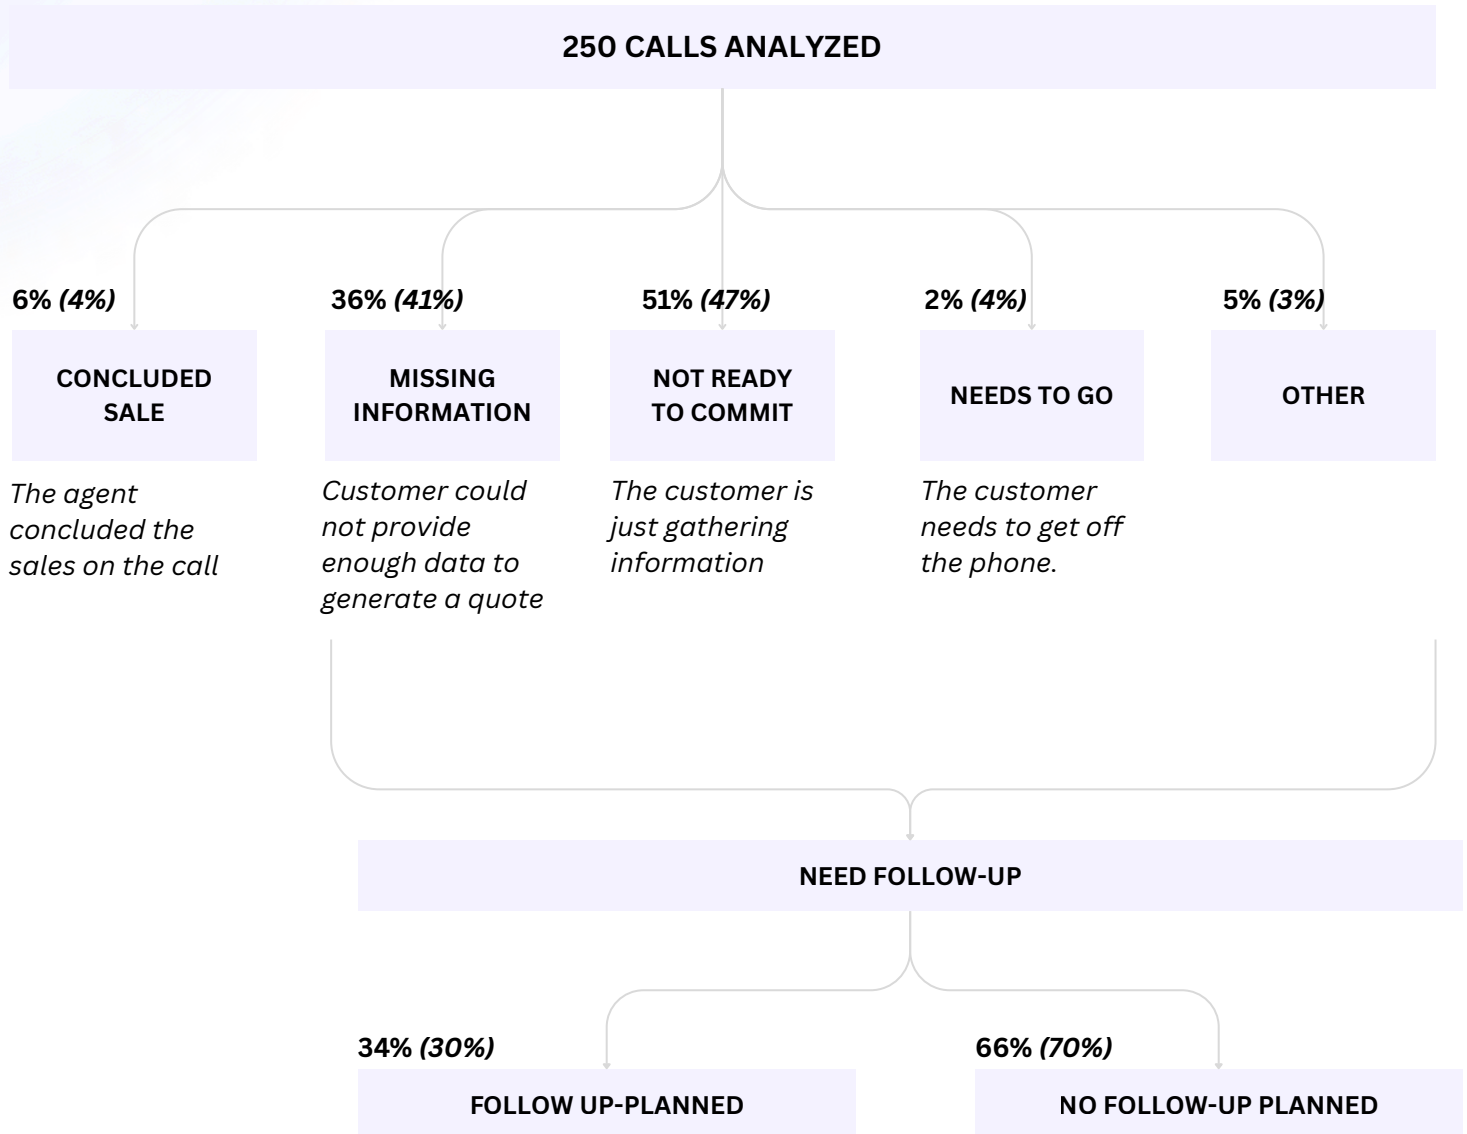 250 CALLS ANALYZED
6% (4%)
36% (41%)
51% (47%)
2% (4%)
5% (3%)
CONCLUDED
SALE
MISSING
INFORMATION
NOT READY
TO COMMIT
NEEDS TO GO
OTHER
The agent
concluded the
sales on the call
Customer could
not provide
enough data to
generate a quote
The customer is
just gathering
information
The customer
needs to get off
the phone.
NEED FOLLOW-UP
34% (30%)
66% (70%)
FOLLOW UP-PLANNED
NO FOLLOW-UP PLANNED